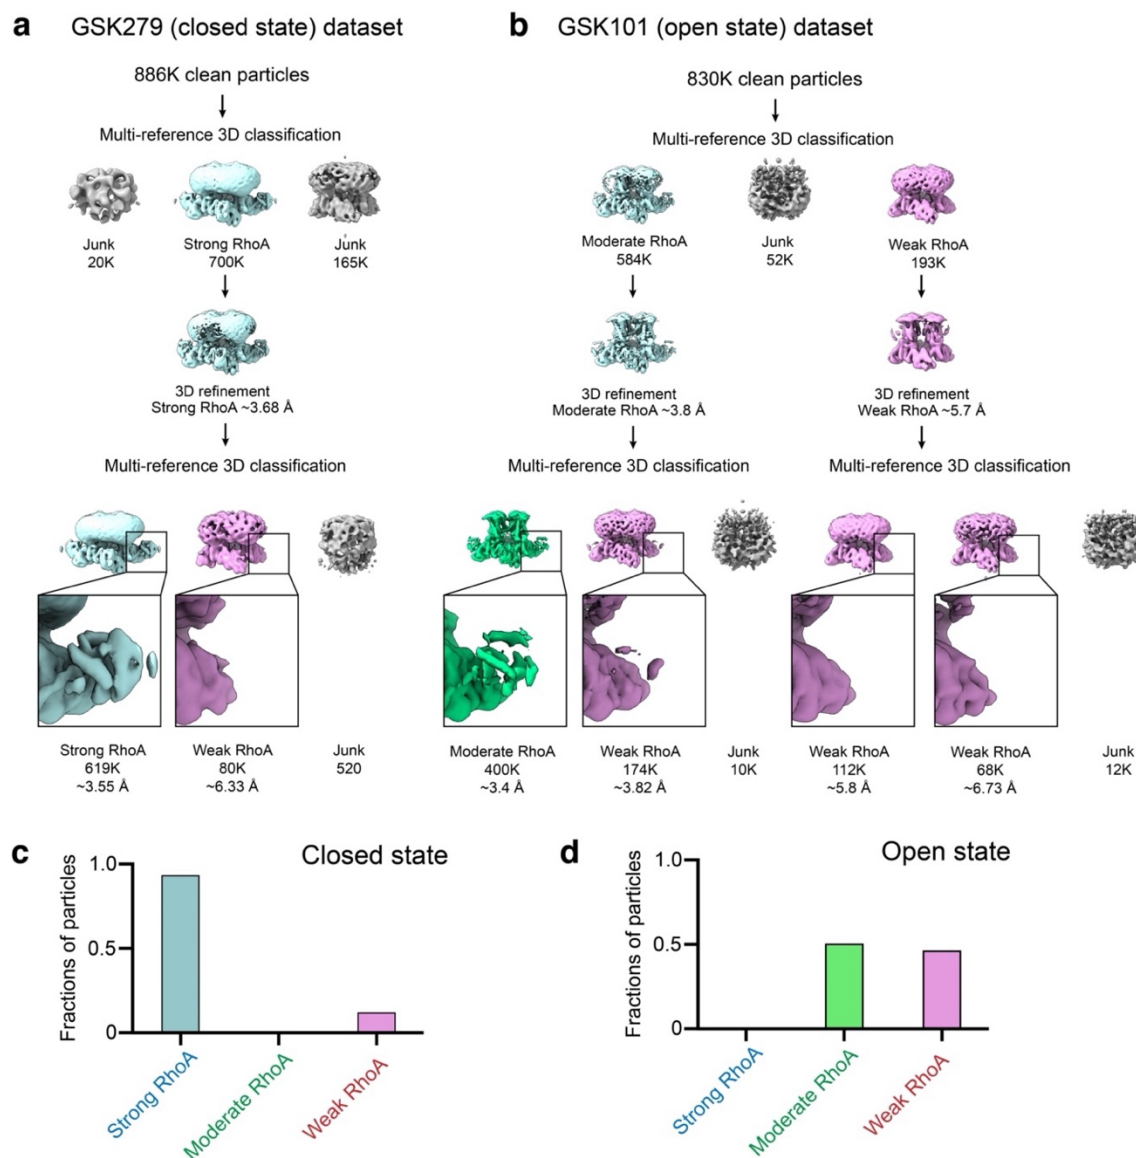 a GSK279 (closed state) dataset
886K clean particles
Multi-reference 3D classification
Junk
20K
Strong RhoA
700K
Junk
165K
3D refinement
Strong RhoA ~3.68 Å
Multi-reference 3D classification
Strong RhoA
619K
~3.55 Å
Weak RhoA
80K
~6.33 Å
Junk
520
b GSK101 (open state) dataset
830K clean particles
Multi-reference 3D classification
Moderate RhoA
584K
Junk
52K
Weak RhoA
193K
3D refinement
Moderate RhoA ~3.8 Å
3D refinement
Weak RhoA ~5.7 Å
Multi-reference 3D classification
Multi-reference 3D classification
Moderate RhoA
400K
~3.4 Å
Weak RhoA
174K
~3.82 Å
Junk
10K
Weak RhoA
112K
~5.8 Å
Weak RhoA
68K
~6.73 Å
Junk
12K
c
Closed state
Fractions of particles
1.0
0.5
0
Strong RhoA
Moderate RhoA
Weak RhoA
d
Open state
Fractions of particles
1.0
0.5
0
Strong RhoA
Moderate RhoA
Weak RhoA